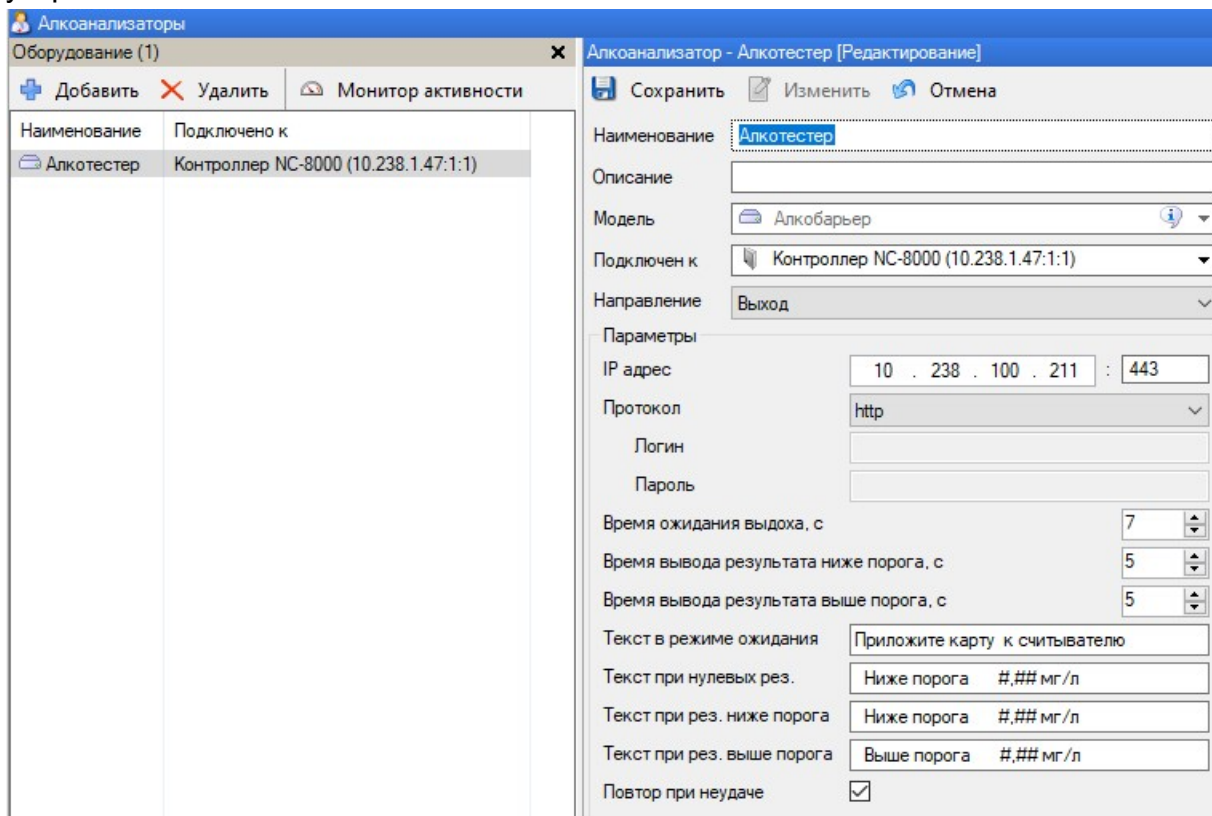 Алкоанализаторы
Оборудование (1)
Добавить Удалить Монитор активности
Наименование Подключено к
Алкотестер Контроллер NC-8000 (10.238.1.47:1:1)
Алкоанализатор - Алкотестер [Редактирование]
Сохранить Изменить Отмена
Наименование Алкотестер
Описание
Модель Алкобарьер
Подключен к Контроллер NC-8000 (10.238.1.47:1:1)
Направление Выход
Параметры
IP адрес 10 . 238 . 100 . 211 : 443
Протокол http
Логин
Пароль
Время ожидания выдоха, с 7
Время вывода результата ниже порога, с 5
Время вывода результата выше порога, с 5
Текст в режиме ожидания Приложите карту к считывателю
Текст при нулевых рез. Ниже порога #,## мг/л
Текст при рез. ниже порога Ниже порога #,## мг/л
Текст при рез. выше порога Выше порога #,## мг/л
Повтор при неудаче